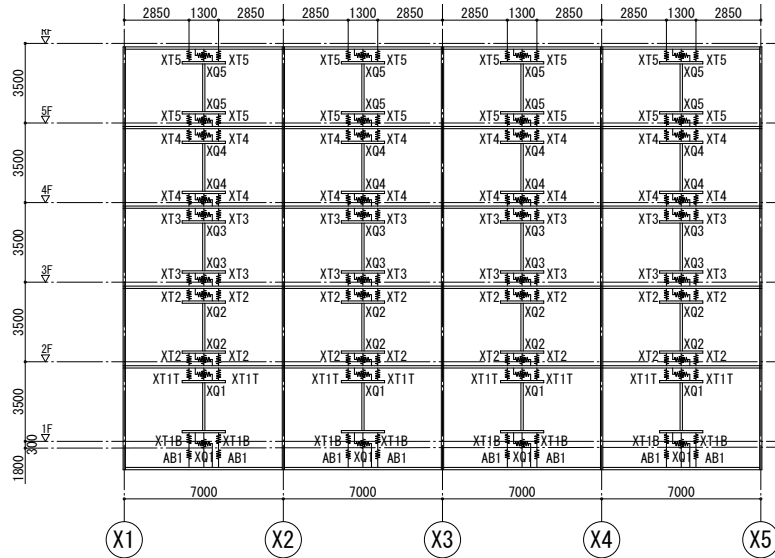 2850 1300 2850 2850 1300 2850 2850 1300 2850 2850 1300 2850
RF
XT5 XT5 XT5 XT5 XT5 XT5 XT5 XT5
XQ5 XQ5 XQ5 XQ5
3500
XQ5 XQ5 XQ5 XQ5
XT5 XT5 XT5 XT5 XT5 XT5 XT5 XT5
5F
XT4 XT4 XT4 XT4 XT4 XT4 XT4 XT4
XQ4 XQ4 XQ4 XQ4
3500
XQ4 XQ4 XQ4 XQ4
XT4 XT4 XT4 XT4 XT4 XT4 XT4 XT4
4F
XT3 XT3 XT3 XT3 XT3 XT3 XT3 XT3
XQ3 XQ3 XQ3 XQ3
3500
XQ3 XQ3 XQ3 XQ3
XT3 XT3 XT3 XT3 XT3 XT3 XT3 XT3
3F
XT2 XT2 XT2 XT2 XT2 XT2 XT2 XT2
XQ2 XQ2 XQ2 XQ2
3500
XQ2 XQ2 XQ2 XQ2
XT2 XT2 XT2 XT2 XT2 XT2 XT2 XT2
2F
XT1T XT1T XT1T XT1T XT1T XT1T XT1T XT1T
XQ1 XQ1 XQ1 XQ1
3500
1F
XT1B XT1B XT1B XT1B XT1B XT1B XT1B XT1B
300
AB1 XQ1 AB1 AB1 XQ1 AB1 AB1 XQ1 AB1 AB1 XQ1 AB1
1800
7000 7000 7000 7000
X1 X2 X3 X4 X5